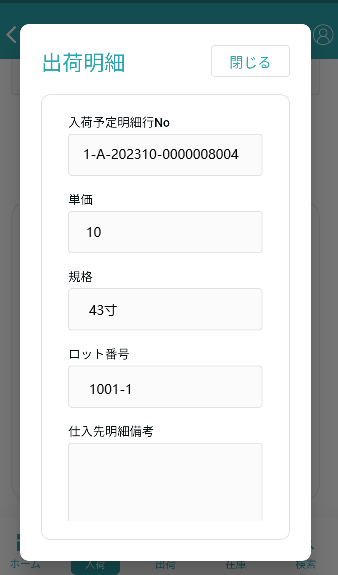 出荷明細
閉じる
入荷予定明細行No
1-A-202310-0000008004
単価
10
規格
43寸
ロット番号
1001-1
仕入先明細備考
ホーム
入荷
出荷
在庫
検索